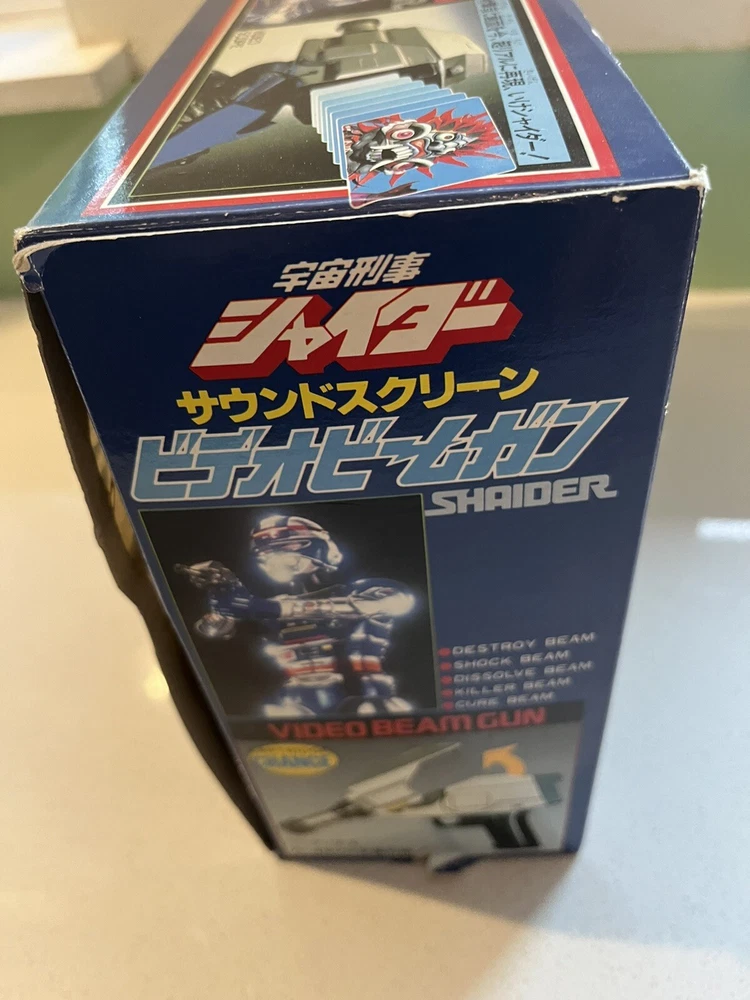 宇宙刑事
シャイダー
サウンドスクリーン
ビデオビームガン
SHAIDER
DESTROY BEAM
SHOCK BEAM
DISSOLVE BEAM
KILLER BEAM
CURE BEAM
VIDEO BEAM GUN
CHANGE